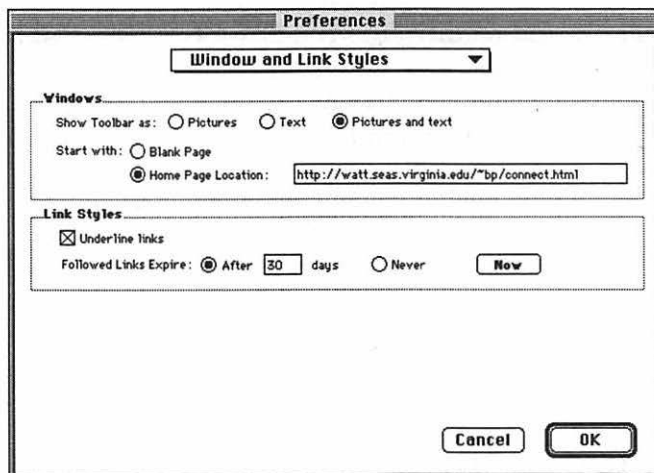 Preferences
Window and Link Styles
Windows
Show Toolbar as: Pictures Text Pictures and text
Start with: Blank Page
Home Page Location: http://watt.seas.virginia.edu/~bp/connect.html
Link Styles
Underline links
Followed Links Expire: After 30 days Never Now
Cancel OK